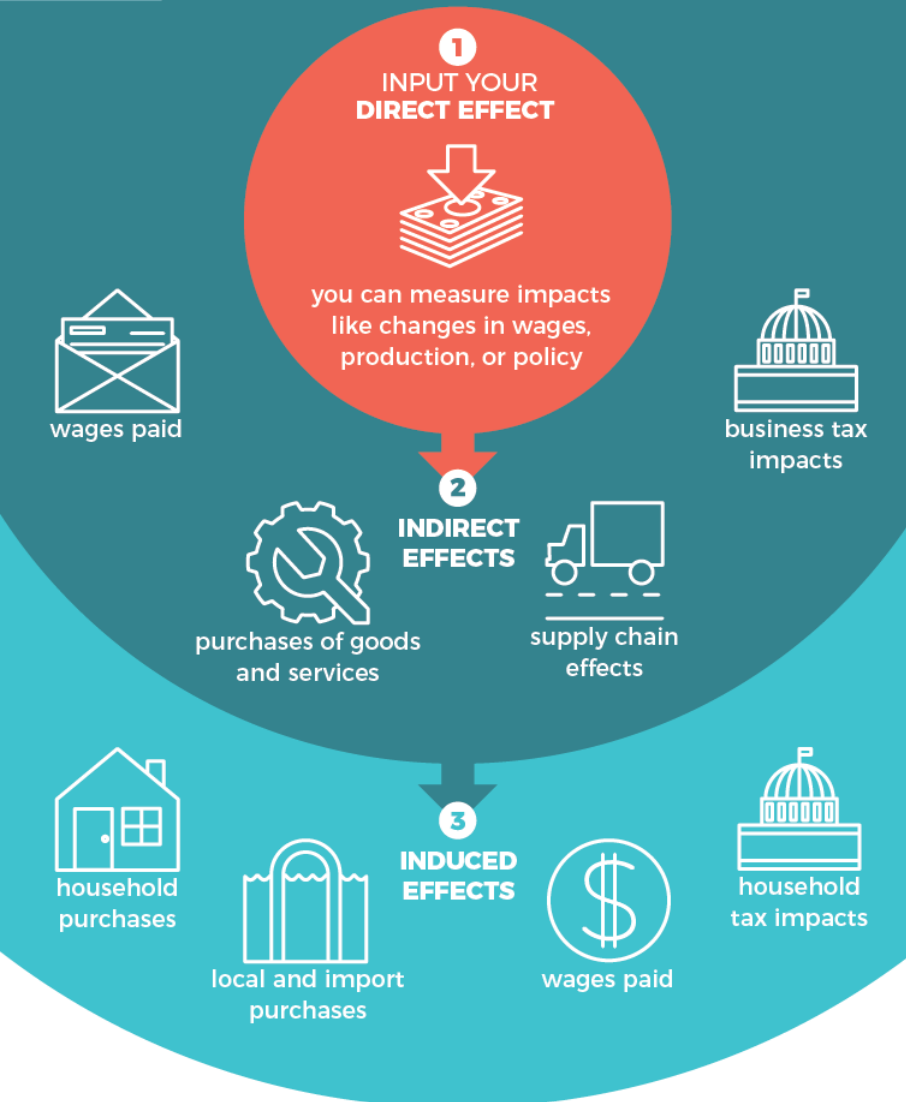 1
INPUT YOUR
DIRECT EFFECT
you can measure impacts
like changes in wages,
production, or policy
wages paid
business tax
impacts
2
INDIRECT
EFFECTS
purchases of goods
and services
supply chain
effects
3
INDUCED
EFFECTS
household
purchases
local and import
purchases
wages paid
household
tax impacts